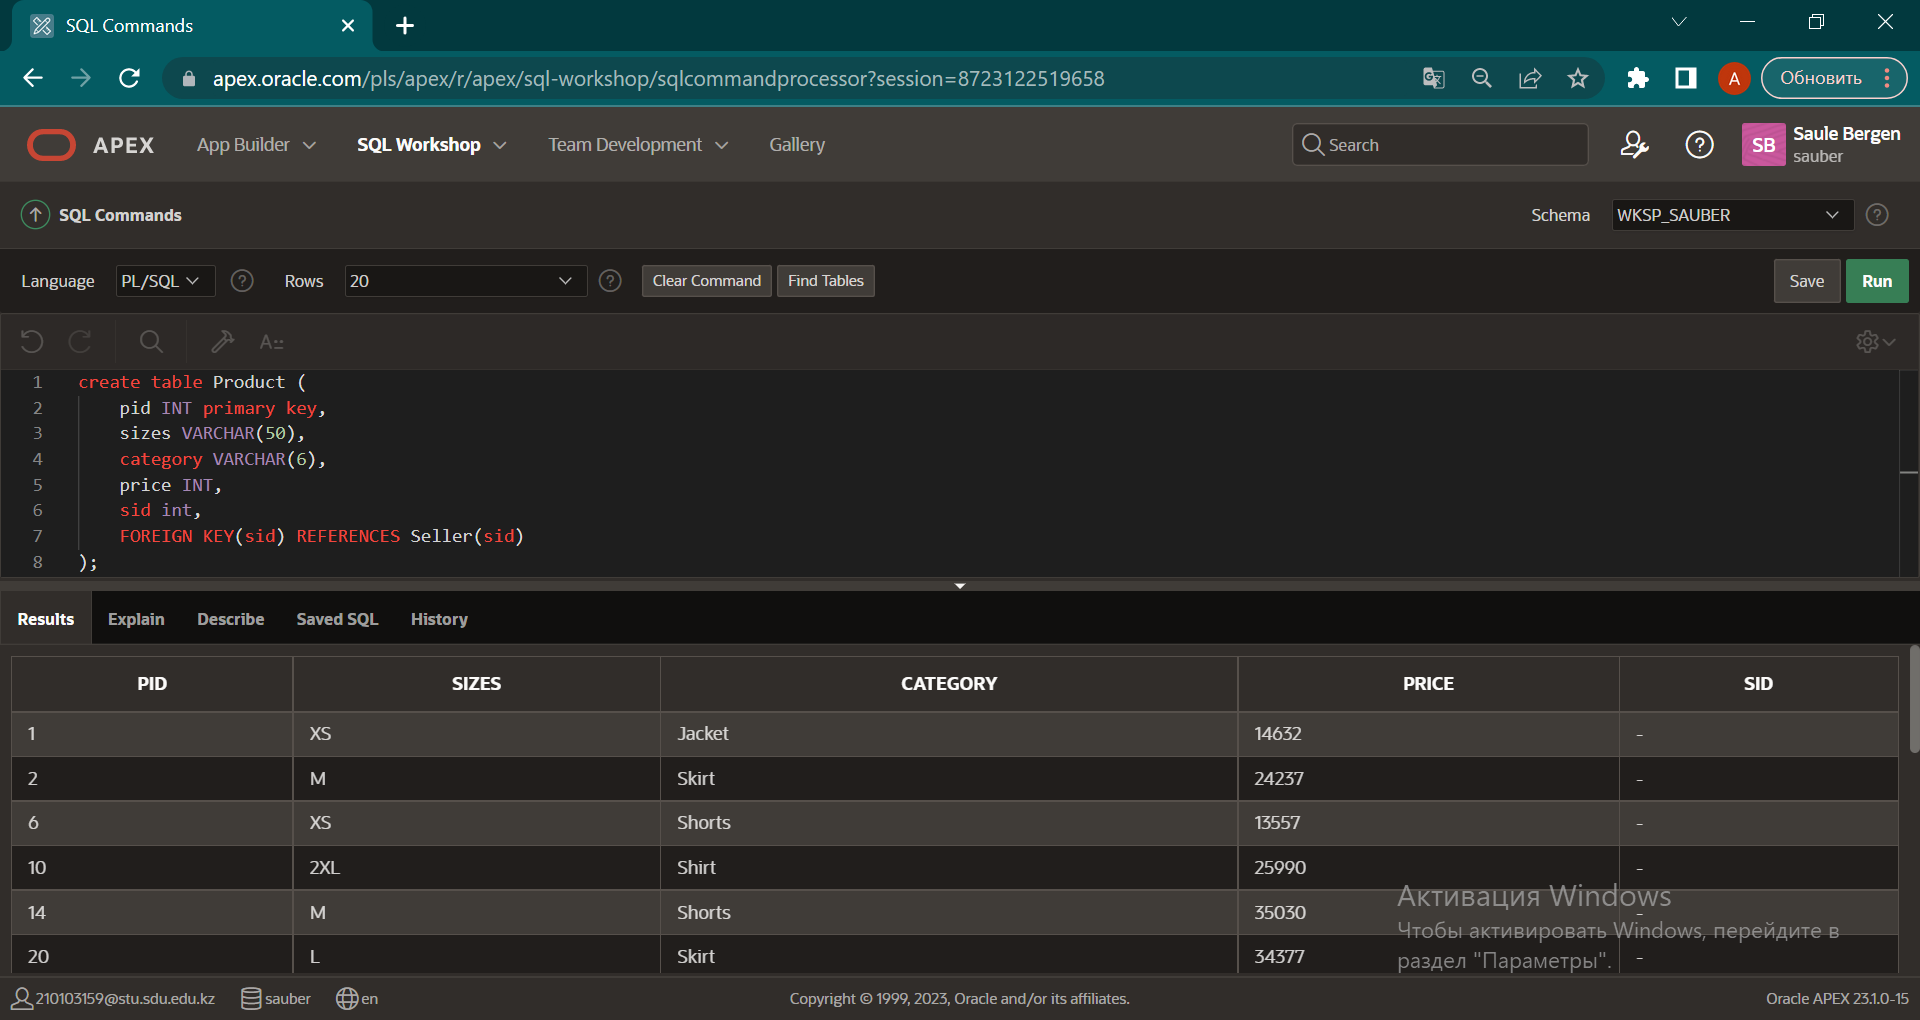 SQL Commands
apex.oracle.com/pls/apex/r/apex/sql-workshop/sqlcommandprocessor?session=8723122519658
A
Обновить
APEX
App Builder
SQL Workshop
Team Development
Gallery
Search
SB
Saule Bergen
sauber
SQL Commands
Schema
WKSP_SAUBER
Language
PL/SQL
Rows
20
Clear Command
Find Tables
Save
Run
1 create table Product (
2 pid INT primary key,
3 sizes VARCHAR(50),
4 category VARCHAR(6),
5 price INT,
6 sid int,
7 FOREIGN KEY(sid) REFERENCES Seller(sid)
8 );
Results Explain Describe Saved SQL History
PID SIZES CATEGORY PRICE SID
1 XS Jacket 14632 -
2 M Skirt 24237 -
6 XS Shorts 13557 -
10 2XL Shirt 25990 -
14 M Shorts 35030 -
20 L Skirt 34377 -
Активация Windows
Чтобы активировать Windows, перейдите в
раздел "Параметры".
210103159@stu.sdu.edu.kz
sauber
en
Copyright © 1999, 2023, Oracle and/or its affiliates.
Oracle APEX 23.1.0-15